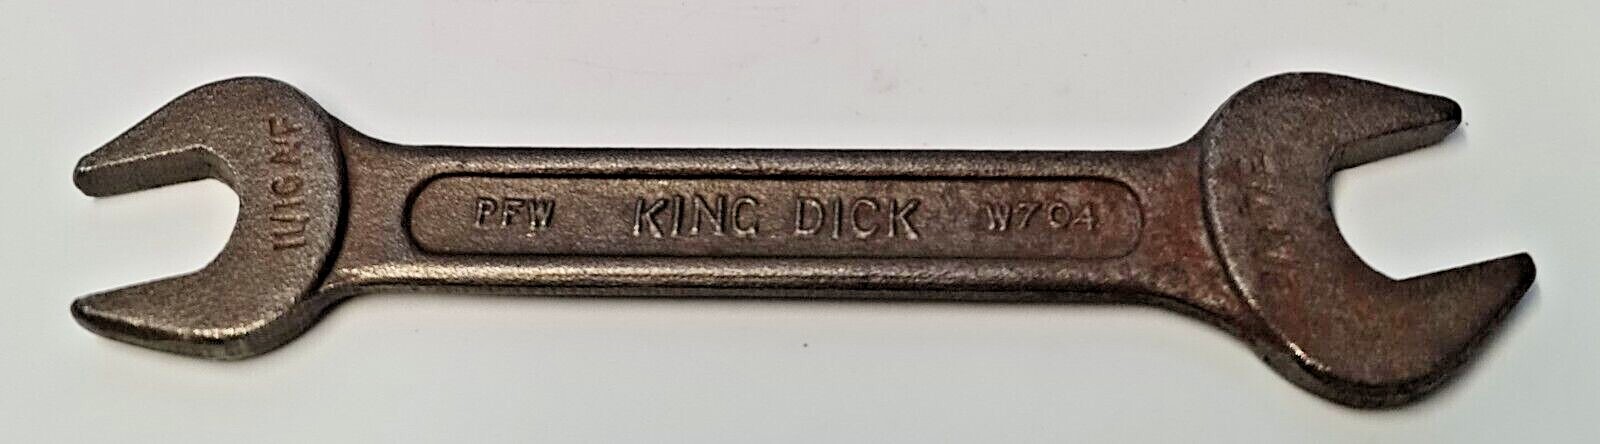 11/16 AF
PFW KING DICK W704